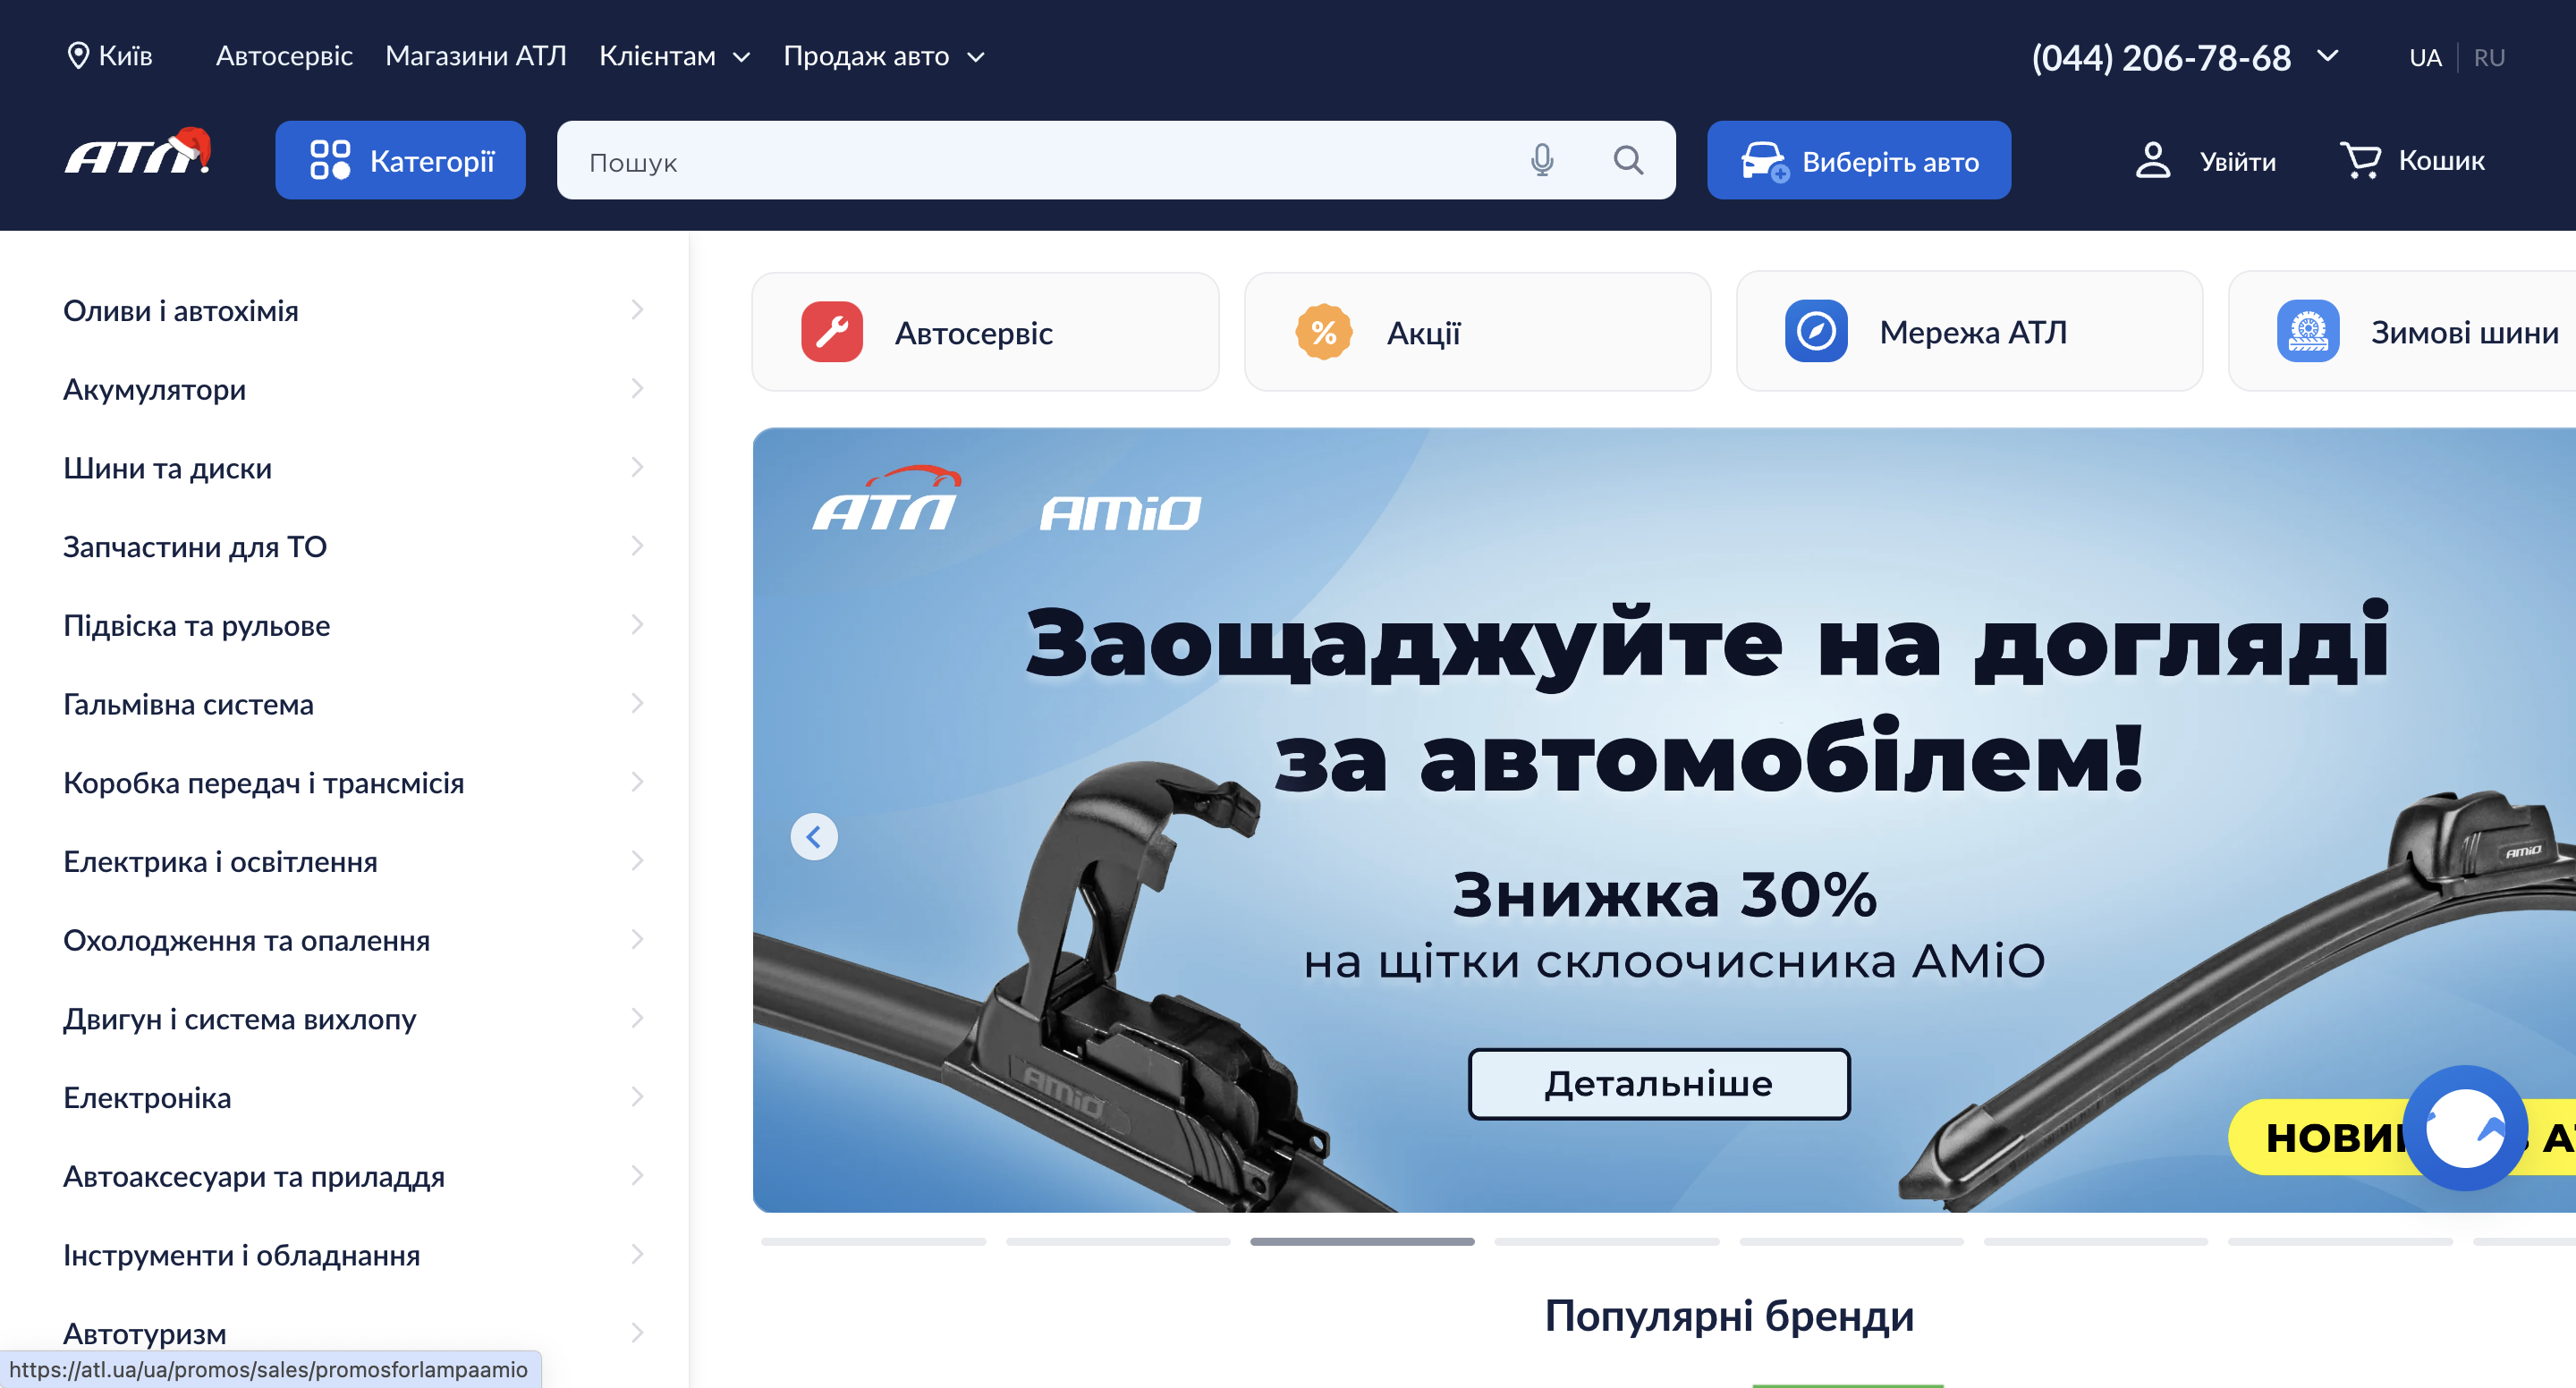 Київ Автосервіс Магазини АТЛ Клієнтам Продаж авто (044) 206-78-68 UA RU
АТЛ Категорії Пошук Виберіть авто Увійти Кошик
Оливи і автохімія
Акумулятори
Шини та диски
Запчастини для ТО
Підвіска та рульове
Гальмівна система
Коробка передач і трансмісія
Електрика і освітлення
Охолодження та опалення
Двигун і система вихлопу
Електроніка
Автоаксесуари та приладдя
Інструменти і обладнання
Автотуризм
https://atl.ua/ua/promos/sales/promosforlampaamio
Автосервіс Акції Мережа АТЛ Зимові шини
АТЛ AMiO
Заощаджуйте на догляді
за автомобілем!
Знижка 30%
на щітки склоочисника AMiO
Детальніше
AMiO
AMiO
Популярні бренди